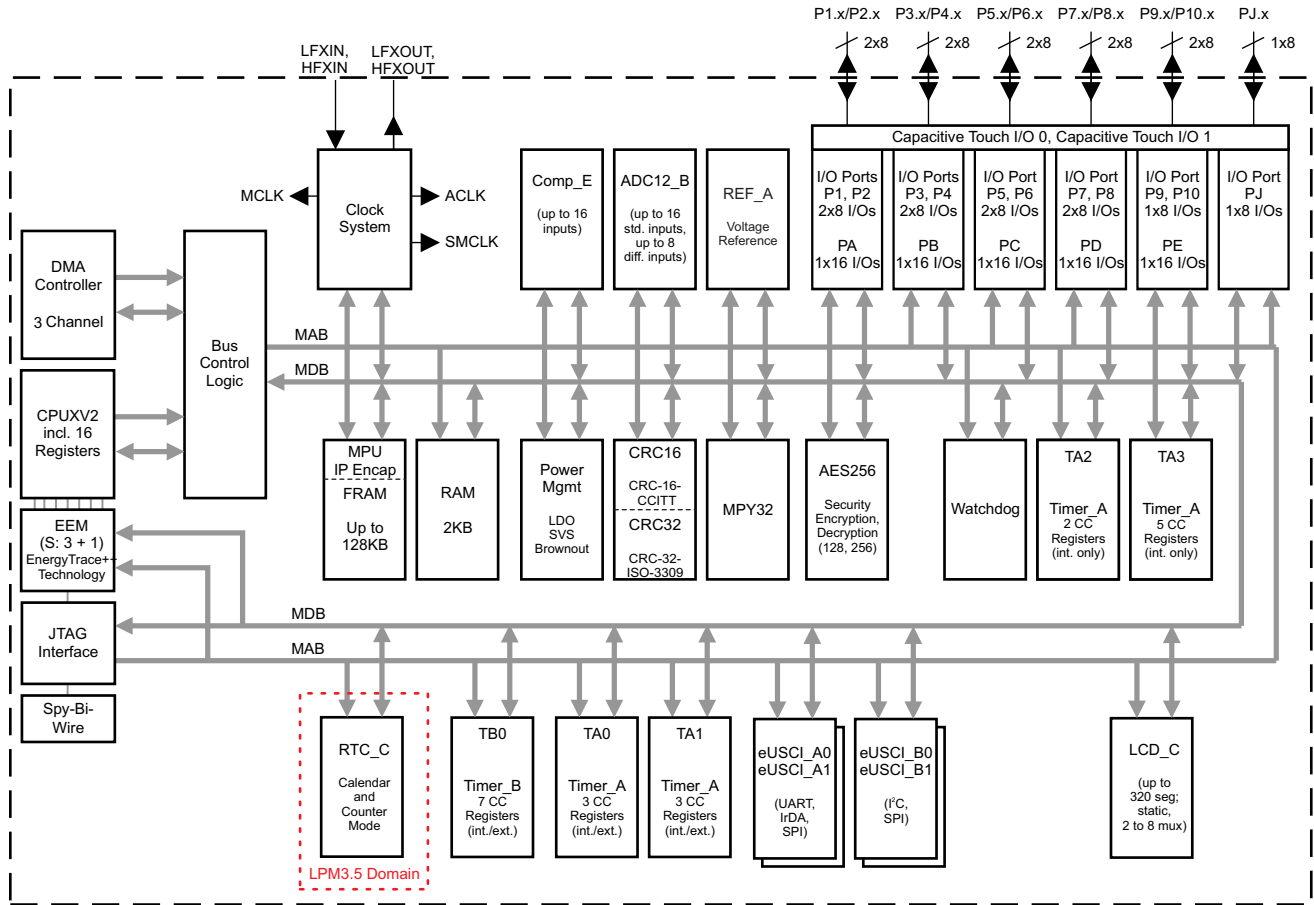 P1.x/P2.x
P3.x/P4.x
P5.x/P6.x
P7.x/P8.x
P9.x/P10.x
PJ.x
2x8
2x8
2x8
2x8
2x8
1x8
LFXIN,
HFXIN
LFXOUT,
HFXOUT
Capacitive Touch I/O 0, Capacitive Touch I/O 1
MCLK
Clock
System
ACLK
SMCLK
Comp_E
(up to 16
inputs)
ADC12_B
(up to 16
std. inputs,
up to 8
diff. inputs)
REF_A
Voltage
Reference
I/O Ports
P1, P2
2x8 I/Os
PA
1x16 I/Os
I/O Ports
P3, P4
2x8 I/Os
PB
1x16 I/Os
I/O Port
P5, P6
2x8 I/Os
PC
1x16 I/Os
I/O Port
P7, P8
2x8 I/Os
PD
1x16 I/Os
I/O Port
P9, P10
1x8 I/Os
PE
1x16 I/Os
I/O Port
PJ
1x8 I/Os
DMA
Controller
3 Channel
Bus
Control
Logic
MAB
MDB
CPUXV2
incl. 16
Registers
MPU
IP Encap
FRAM
Up to
128KB
RAM
2KB
Power
Mgmt
LDO
SVS
Brownout
CRC16
CRC-16-
CCITT
CRC32
CRC-32-
ISO-3309
MPY32
AES256
Security
Encryption,
Decryption
(128, 256)
Watchdog
TA2
Timer_A
2 CC
Registers
(int. only)
TA3
Timer_A
5 CC
Registers
(int. only)
EEM
(S: 3 + 1)
EnergyTrace++
Technology
MDB
MAB
JTAG
Interface
Spy-Bi-
Wire
RTC_C
Calendar
and
Counter
Mode
LPM3.5 Domain
TB0
Timer_B
7 CC
Registers
(int./ext.)
TA0
Timer_A
3 CC
Registers
(int./ext.)
TA1
Timer_A
3 CC
Registers
(int./ext.)
eUSCI_A0
eUSCI_A1
(UART,
IrDA,
SPI)
eUSCI_B0
eUSCI_B1
(I²C,
SPI)
LCD_C
(up to
320 seg;
static,
2 to 8 mux)